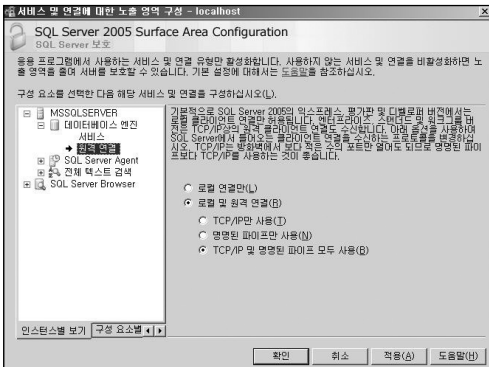 서비스 및 연결에 대한 노출 영역 구성 - localhost
SQL Server 2005 Surface Area Configuration
SQL Server 보호
응용 프로그램에서 사용하는 서비스 및 연결 유형만 활성화합니다. 사용하지 않는 서비스 및 연결을 비활성화하면 노
출 영역을 줄여 서버를 보호할 수 있습니다. 기본 설정에 대해서는 도움말을 참조하십시오.
구성 요소를 선택한 다음 해당 서비스 및 연결을 구성하십시오(L).
MSSQLSERVER
데이터베이스 엔진
서비스
원격 연결
SQL Server Agent
전체 텍스트 검색
SQL Server Browser
인스턴스별 보기
구성 요소별
기본적으로 SQL Server 2005의 익스프레스, 평가판 및 디벨로퍼 버전에서는
로컬 클라이언트 연결만 허용됩니다. 엔터프라이즈, 스탠더드 및 워크그룹 버
전은 TCP/IP상의 원격 클라이언트 연결도 수신합니다. 아래 옵션을 사용하여
SQL Server에서 들어오는 클라이언트 연결을 수신하는 프로토콜을 변경하십
시오. TCP/IP는 방화벽에서 보다 적은 수의 포트만 열어도 되므로 명명된 파이
프보다 TCP/IP를 사용하는 것이 좋습니다.
로컬 연결만(L)
로컬 및 원격 연결(R)
TCP/IP만 사용(T)
명명된 파이프만 사용(N)
TCP/IP 및 명명된 파이프 모두 사용(B)
확인
취소
적용(A)
도움말(H)